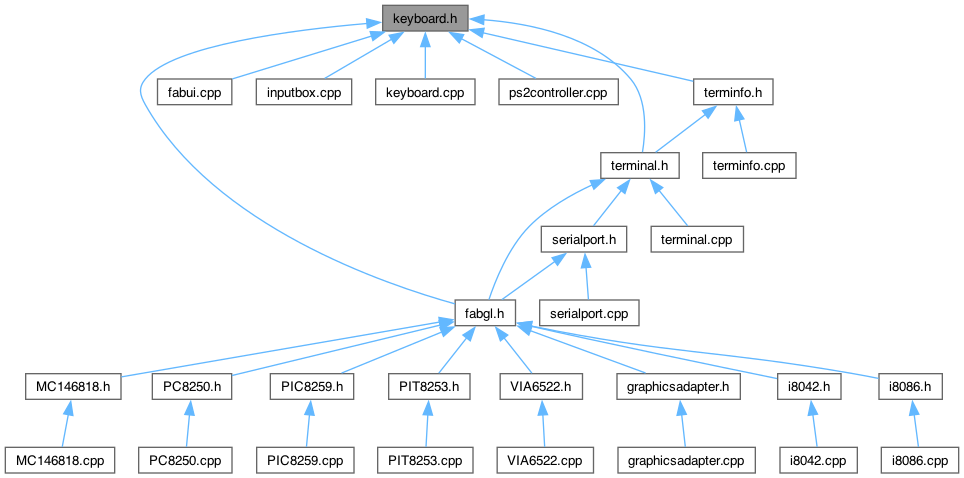 keyboard.h
fabui.cpp
inputbox.cpp
keyboard.cpp
ps2controller.cpp
terminfo.h
terminal.h
terminfo.cpp
serialport.h
terminal.cpp
fabgl.h
serialport.cpp
MC146818.h
PC8250.h
PIC8259.h
PIT8253.h
VIA6522.h
graphicsadapter.h
i8042.h
i8086.h
MC146818.cpp
PC8250.cpp
PIC8259.cpp
PIT8253.cpp
VIA6522.cpp
graphicsadapter.cpp
i8042.cpp
i8086.cpp